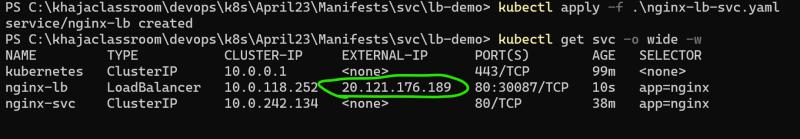 PS C:\khajaclassroom\devops\k8s\April23\Manifests\svc\lb-demo> kubectl apply -f .\nginx-lb-svc.yaml
service/nginx-lb created
PS C:\khajaclassroom\devops\k8s\April23\Manifests\svc\lb-demo> kubectl get svc -o wide -w
NAME TYPE CLUSTER-IP EXTERNAL-IP PORT(S) AGE SELECTOR
kubernetes ClusterIP 10.0.0.1 <none> 443/TCP 99m <none>
nginx-lb LoadBalancer 10.0.118.252 20.121.176.189 80:30087/TCP 10s app=nginx
nginx-svc ClusterIP 10.0.242.134 <none> 80/TCP 38m app=nginx